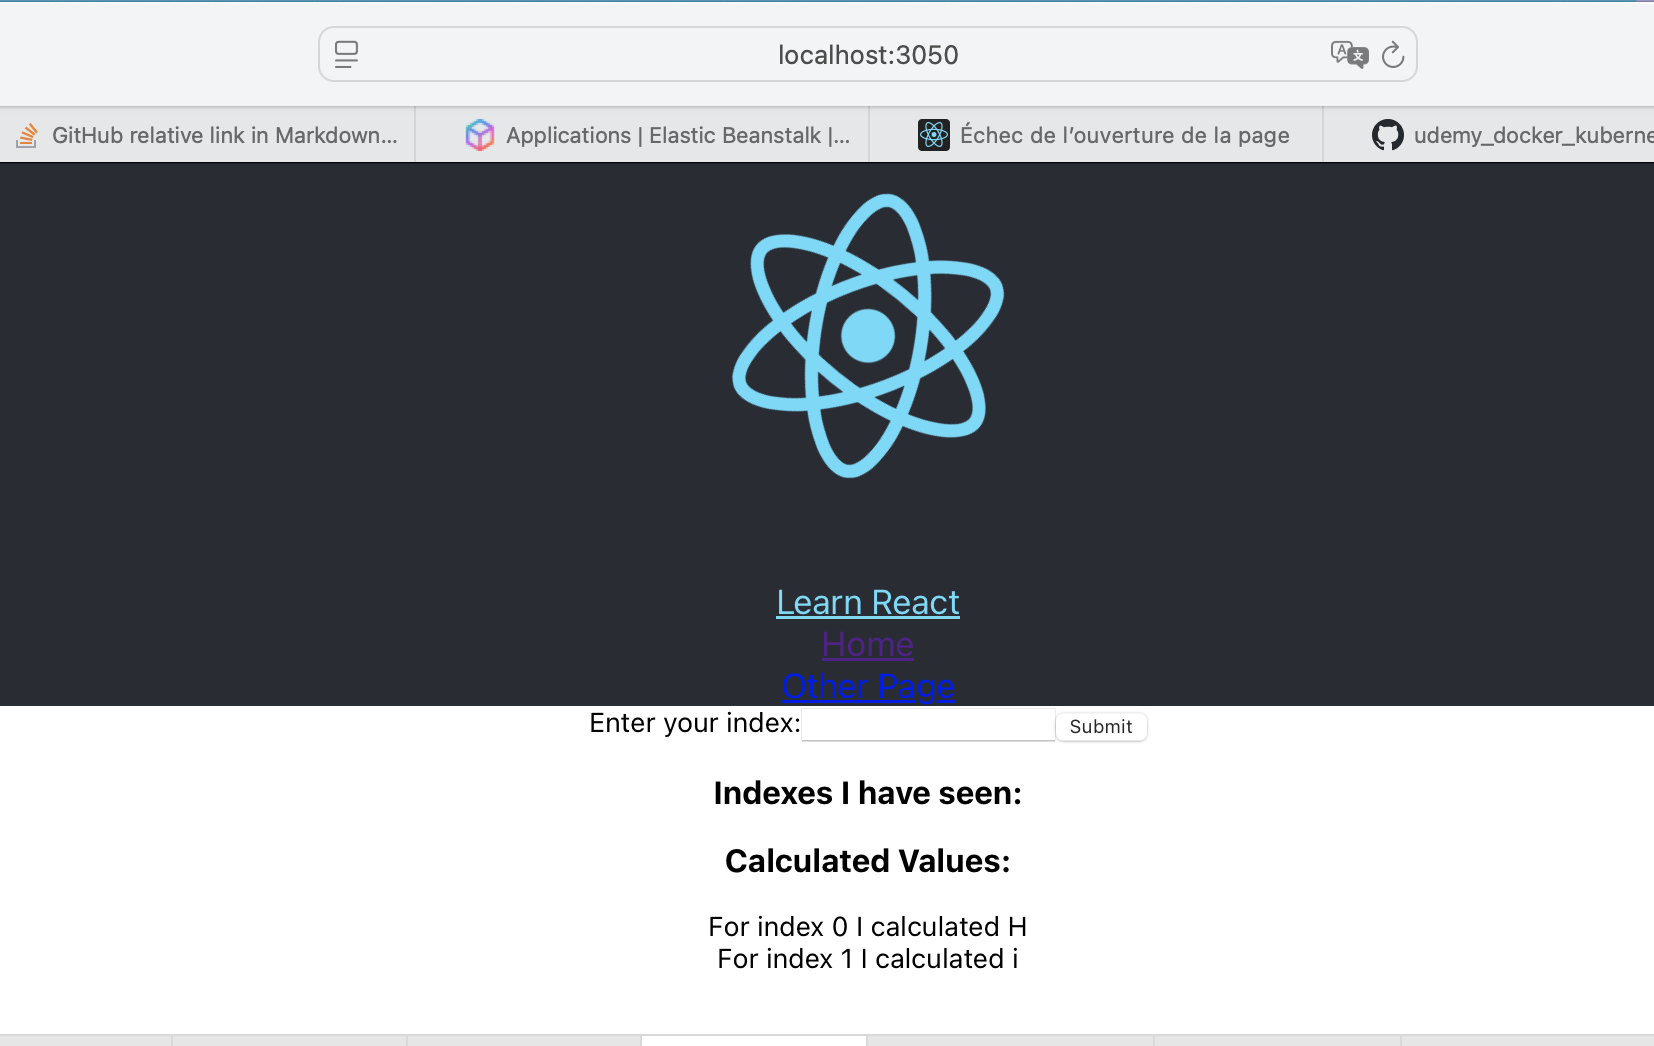 localhost:3050
GitHub relative link in Markdown...
Applications | Elastic Beanstalk |...
Échec de l’ouverture de la page
udemy_docker_kuberne
Learn React
Home
Other Page
Enter your index:
Submit
Indexes I have seen:
Calculated Values:
For index 0 I calculated H
For index 1 I calculated i